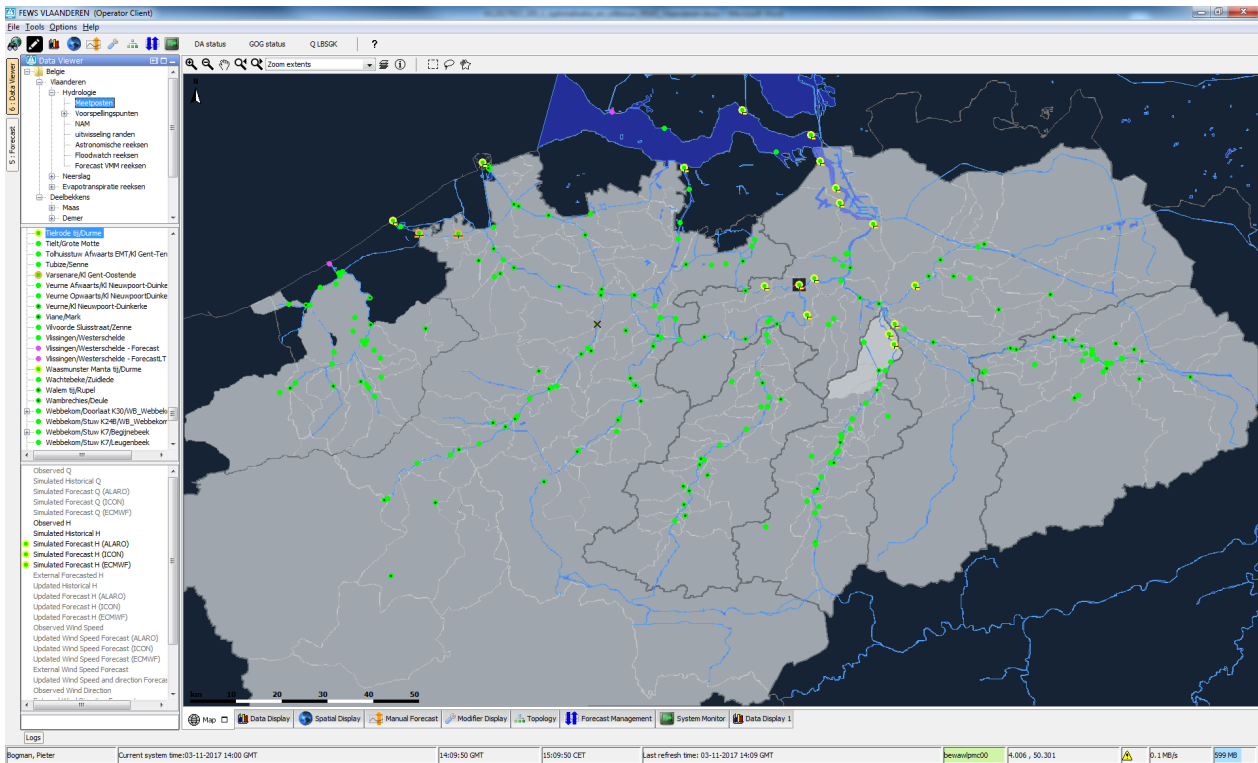 FEWS VLAANDEREN (Operator Client)
File Tools Options Help
DA status GOG status Q LBSGK ?
6 : Data Viewer
5 : Forecast
Data Viewer
Zoom extents
Belgie
Vlaanderen
Hydrologie
Meetposten
Voorspellingspunten
NAM
uitwisseling randen
Astronomische reeksen
Floodwatch reeksen
Forecast VMM reeksen
Neerslag
Evapotranspiratie reeksen
Deelbekkens
Maas
Demer
Tielrode tij/Durme
Tielt/Grote Motte
Tolhuisstuw Afwaarts EMT/Kl Gent-Ten
Tubize/Senne
Varsenare/Kl Gent-Oostende
Veurne Afwaarts/Kl Nieuwpoort-Duinke
Veurne Opwaarts/Kl NieuwpoortDuinke
Veurne/Kl Nieuwpoort-Duinkerke
Viane/Mark
Vilvoorde Sluisstraat/Zenne
Vlissingen/Westerschelde
Vlissingen/Westerschelde - Forecast
Vlissingen/Westerschelde - ForecastLT
Waasmunster Manta tij/Durme
Wachtebeke/Zuidlede
Walem tij/Rupel
Wambrechies/Deule
Webbekom/Doorlaat K30/WB_Webbek
Webbekom/Stuw K24B/WB_Webbekom
Webbekom/Stuw K7/Begijnebeek
Webbekom/Stuw K7/Leugenbeek
Observed Q
Simulated Historical Q
Simulated Forecast Q (ALARO)
Simulated Forecast Q (ICON)
Simulated Forecast Q (ECMWF)
Observed H
Simulated Historical H
Simulated Forecast H (ALARO)
Simulated Forecast H (ICON)
Simulated Forecast H (ECMWF)
External Forecasted H
Updated Historical H
Updated Forecast H (ALARO)
Updated Forecast H (ICON)
Updated Forecast H (ECMWF)
Observed Wind Speed
Updated Wind Speed Forecast (ALARO)
Updated Wind Speed Forecast (ICON)
Updated Wind Speed Forecast (ECMWF)
External Wind Speed Forecast
Updated Wind Speed and direction Forecas
Observed Wind Direction
km 10 20 30 40 50
Map Data Display Spatial Display Manual Forecast Modifier Display Topology Forecast Management System Monitor Data Display 1
Logs
Bogman, Pieter Current system time:03-11-2017 14:00 GMT 14:09:50 GMT 15:09:50 CET Last refresh time: 03-11-2017 14:09 GMT bewawlpmc00 4.006 , 50.301 0.1 MB/s 599 MB